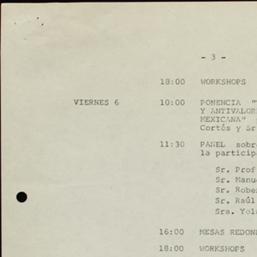 - 3 -
18:00 WORKSHOPS
VIERNES 6 10:00 PONENCIA "
Y ANTIVALOR
MEXICANA"
Cortés y Sr
11:30 PANEL sobr
la particip
Sr. Prof
Sr. Manu
Sr. Robe
Sr. Raúl
Sra. Yol
16:00 MESAS REDON
18:00 WORKSHOPS